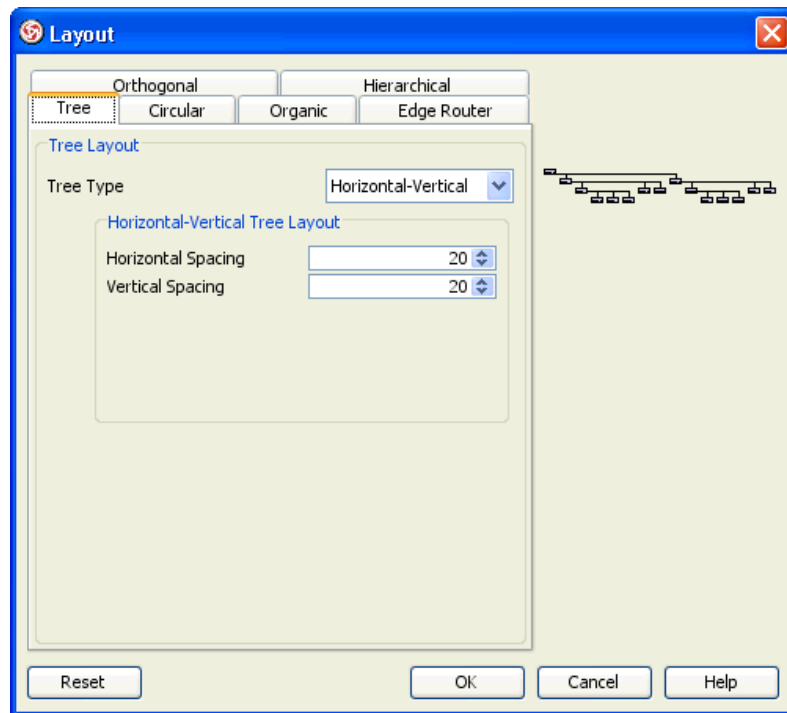 Layout
Orthogonal Hierarchical
Tree Circular Organic Edge Router
Tree Layout
Tree Type Horizontal-Vertical
Horizontal-Vertical Tree Layout
Horizontal Spacing 20
Vertical Spacing 20
Reset OK Cancel Help